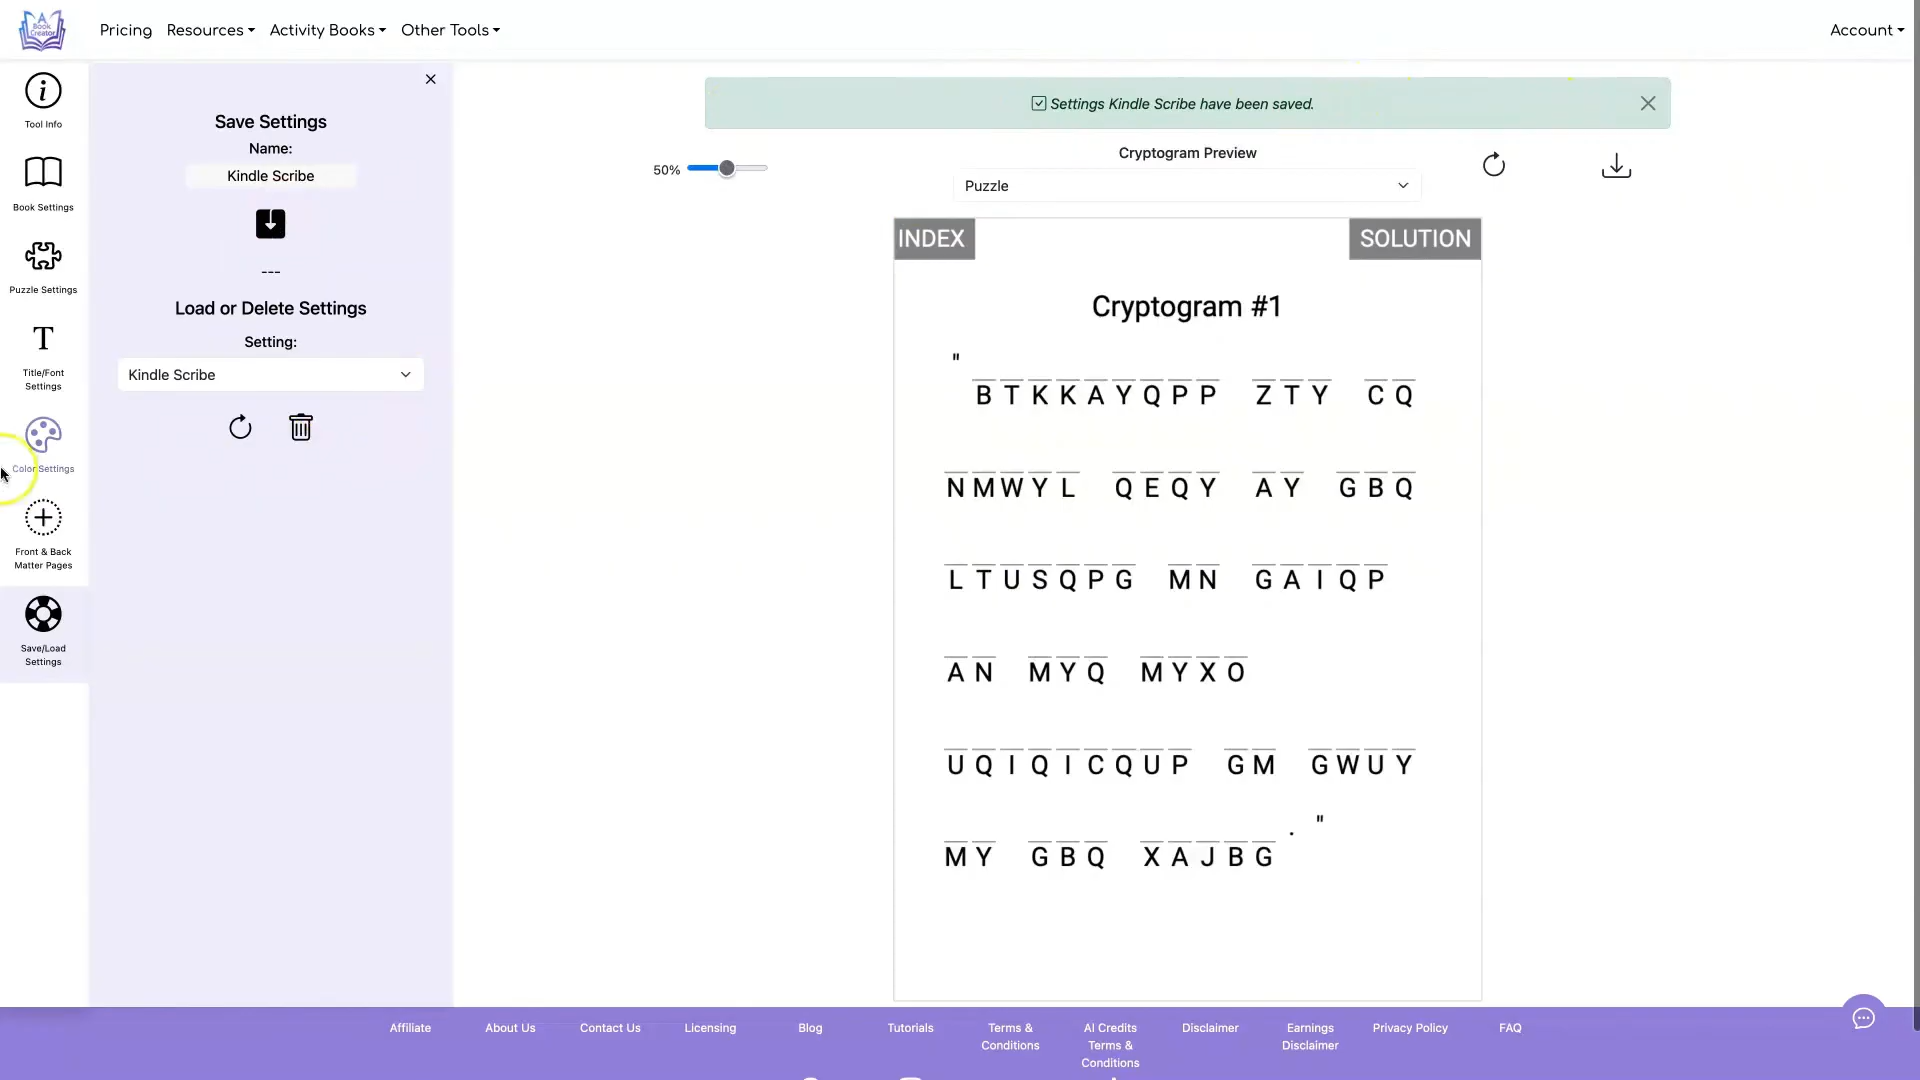 A Book Creator
Pricing Resources Activity Books Other Tools Account
Tool Info
Book Settings
Puzzle Settings
T
Title/Font
Settings
Color Settings
Front & Back
Matter Pages
Save/Load
Settings
Save Settings
Name:
Kindle Scribe
---
Load or Delete Settings
Setting:
Kindle Scribe
Settings Kindle Scribe have been saved.
50%
Cryptogram Preview
Puzzle
INDEX SOLUTION
Cryptogram #1
"
B T K K A Y Q P P Z T Y C Q
N M W Y L Q E Q Y A Y G B Q
L T U S Q P G M N G A I Q P
A N M Y Q M Y X O
U Q I Q I C Q U P G M G W U Y
. "
M Y G B Q X A J B G
Affiliate About Us Contact Us Licensing Blog Tutorials Terms & Conditions AI Credits Terms & Conditions Disclaimer Earnings Disclaimer Privacy Policy FAQ